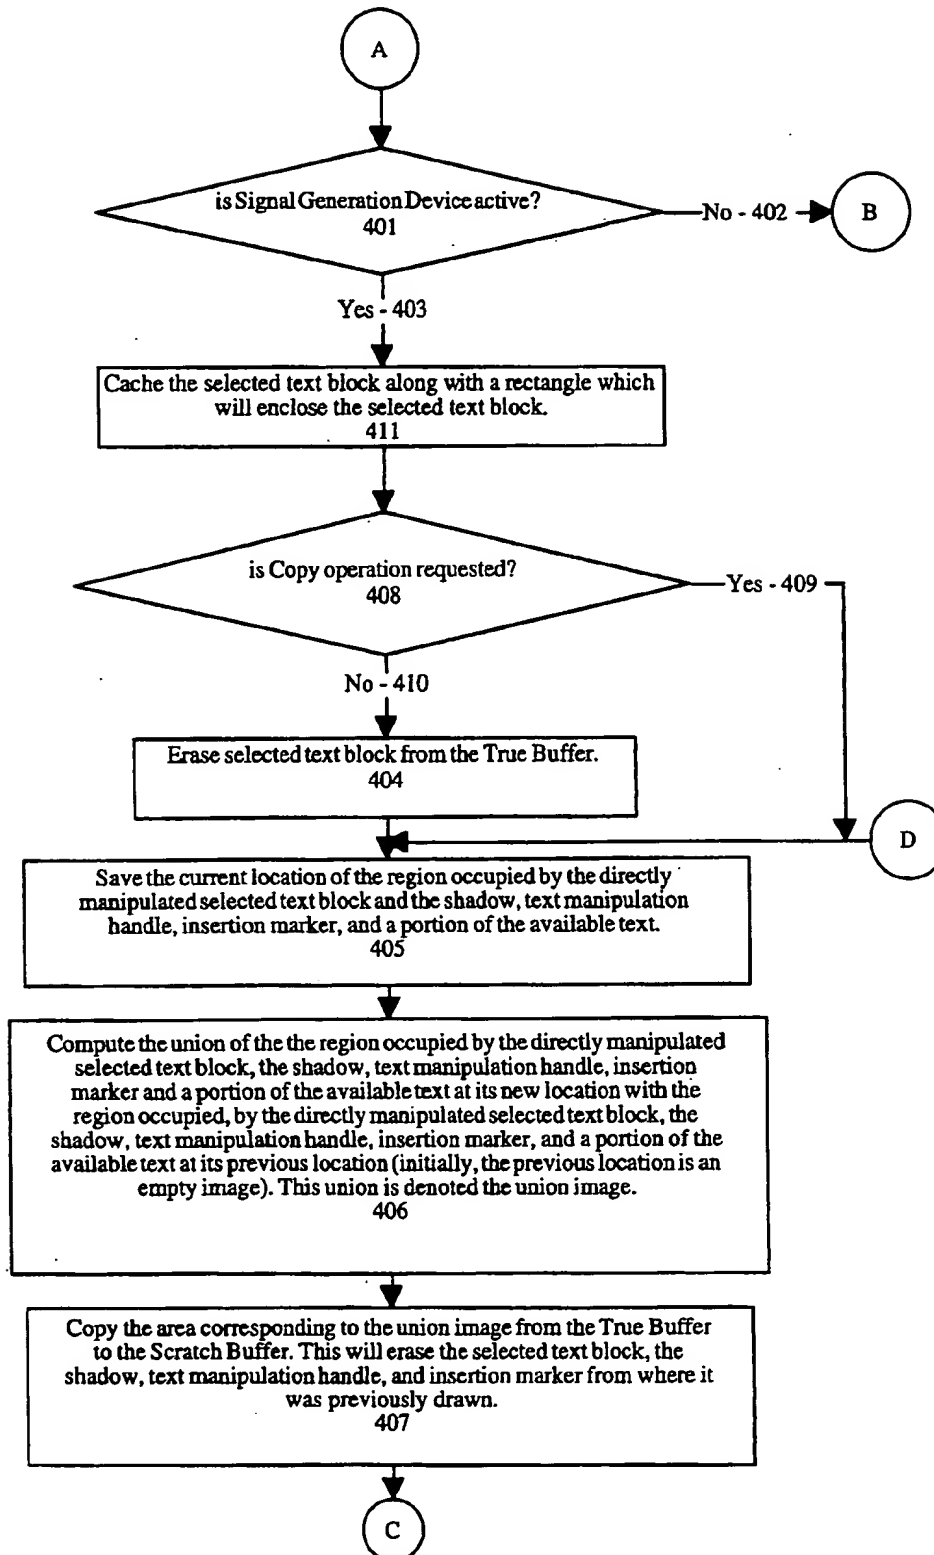 A
is Signal Generation Device active?
401
No - 402
B
Yes - 403
Cache the selected text block along with a rectangle which
will enclose the selected text block.
411
is Copy operation requested?
408
Yes - 409
No - 410
Erase selected text block from the True Buffer.
404
D
Save the current location of the region occupied by the directly
manipulated selected text block and the shadow, text manipulation
handle, insertion marker, and a portion of the available text.
405
Compute the union of the the region occupied by the directly manipulated
selected text block, the shadow, text manipulation handle, insertion
marker and a portion of the available text at its new location with the
region occupied, by the directly manipulated selected text block, the
shadow, text manipulation handle, insertion marker, and a portion of the
available text at its previous location (initially, the previous location is an
empty image). This union is denoted the union image.
406
Copy the area corresponding to the union image from the True Buffer
to the Scratch Buffer. This will erase the selected text block, the
shadow, text manipulation handle, and insertion marker from where it
was previously drawn.
407
C